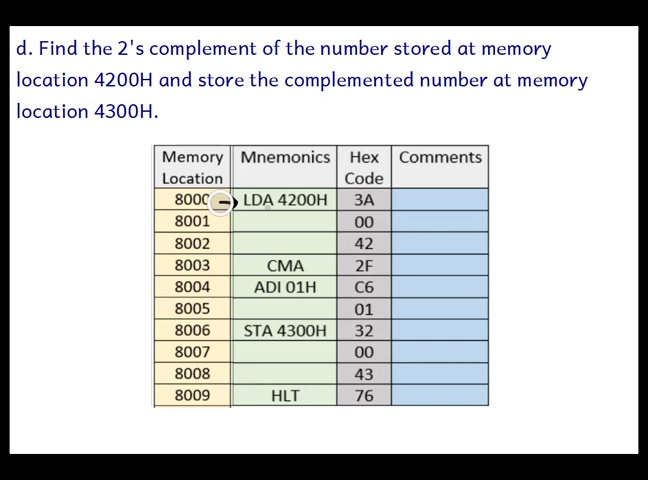 d. Find the 2's complement of the number stored at memory
location 4200H and store the complemented number at memory
location 4300H.
Memory Location Mnemonics Hex Code Comments
8000 LDA 4200H 3A
8001 00
8002 42
8003 CMA 2F
8004 ADI 01H C6
8005 01
8006 STA 4300H 32
8007 00
8008 43
8009 HLT 76